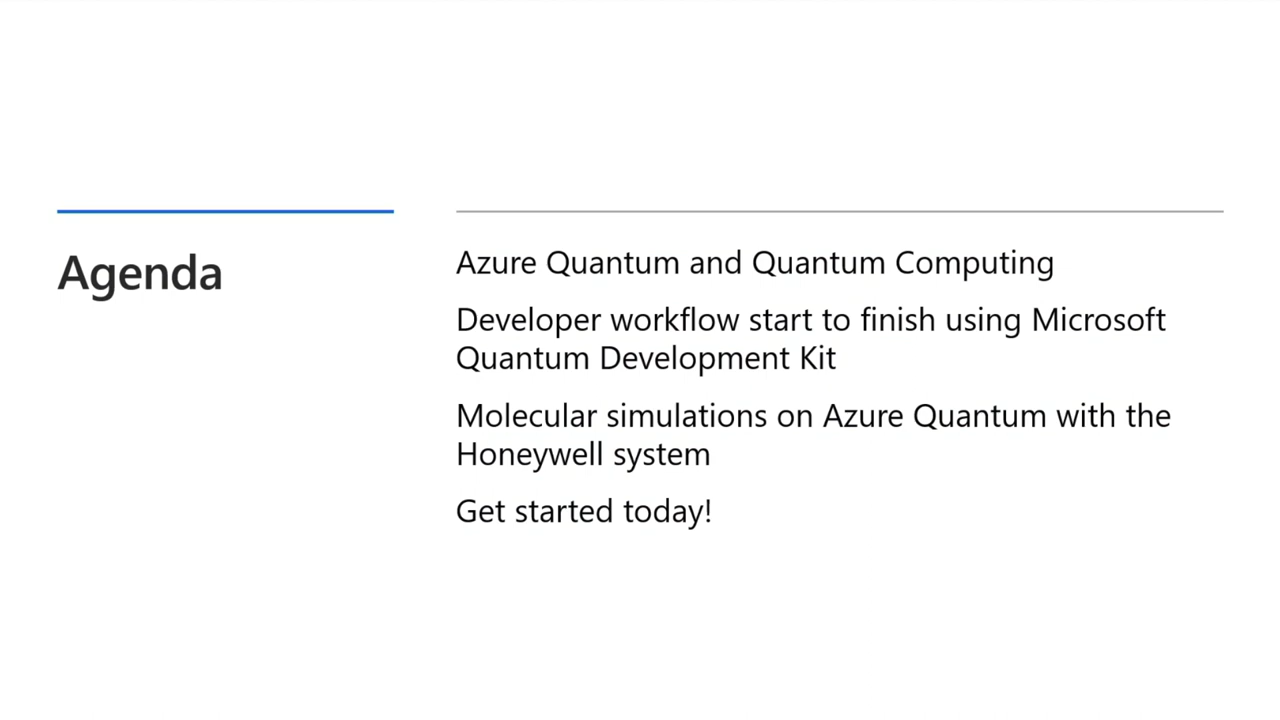 Agenda
Azure Quantum and Quantum Computing
Developer workflow start to finish using Microsoft
Quantum Development Kit
Molecular simulations on Azure Quantum with the
Honeywell system
Get started today!